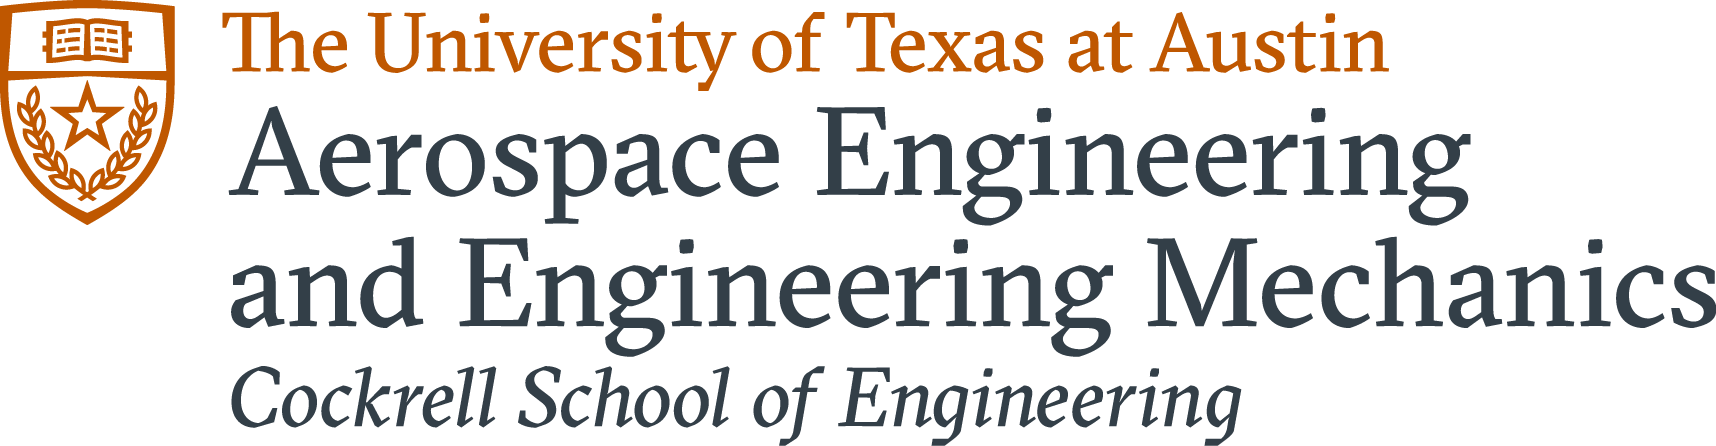 The University of Texas at Austin
Aerospace Engineering
and Engineering Mechanics
Cockrell School of Engineering